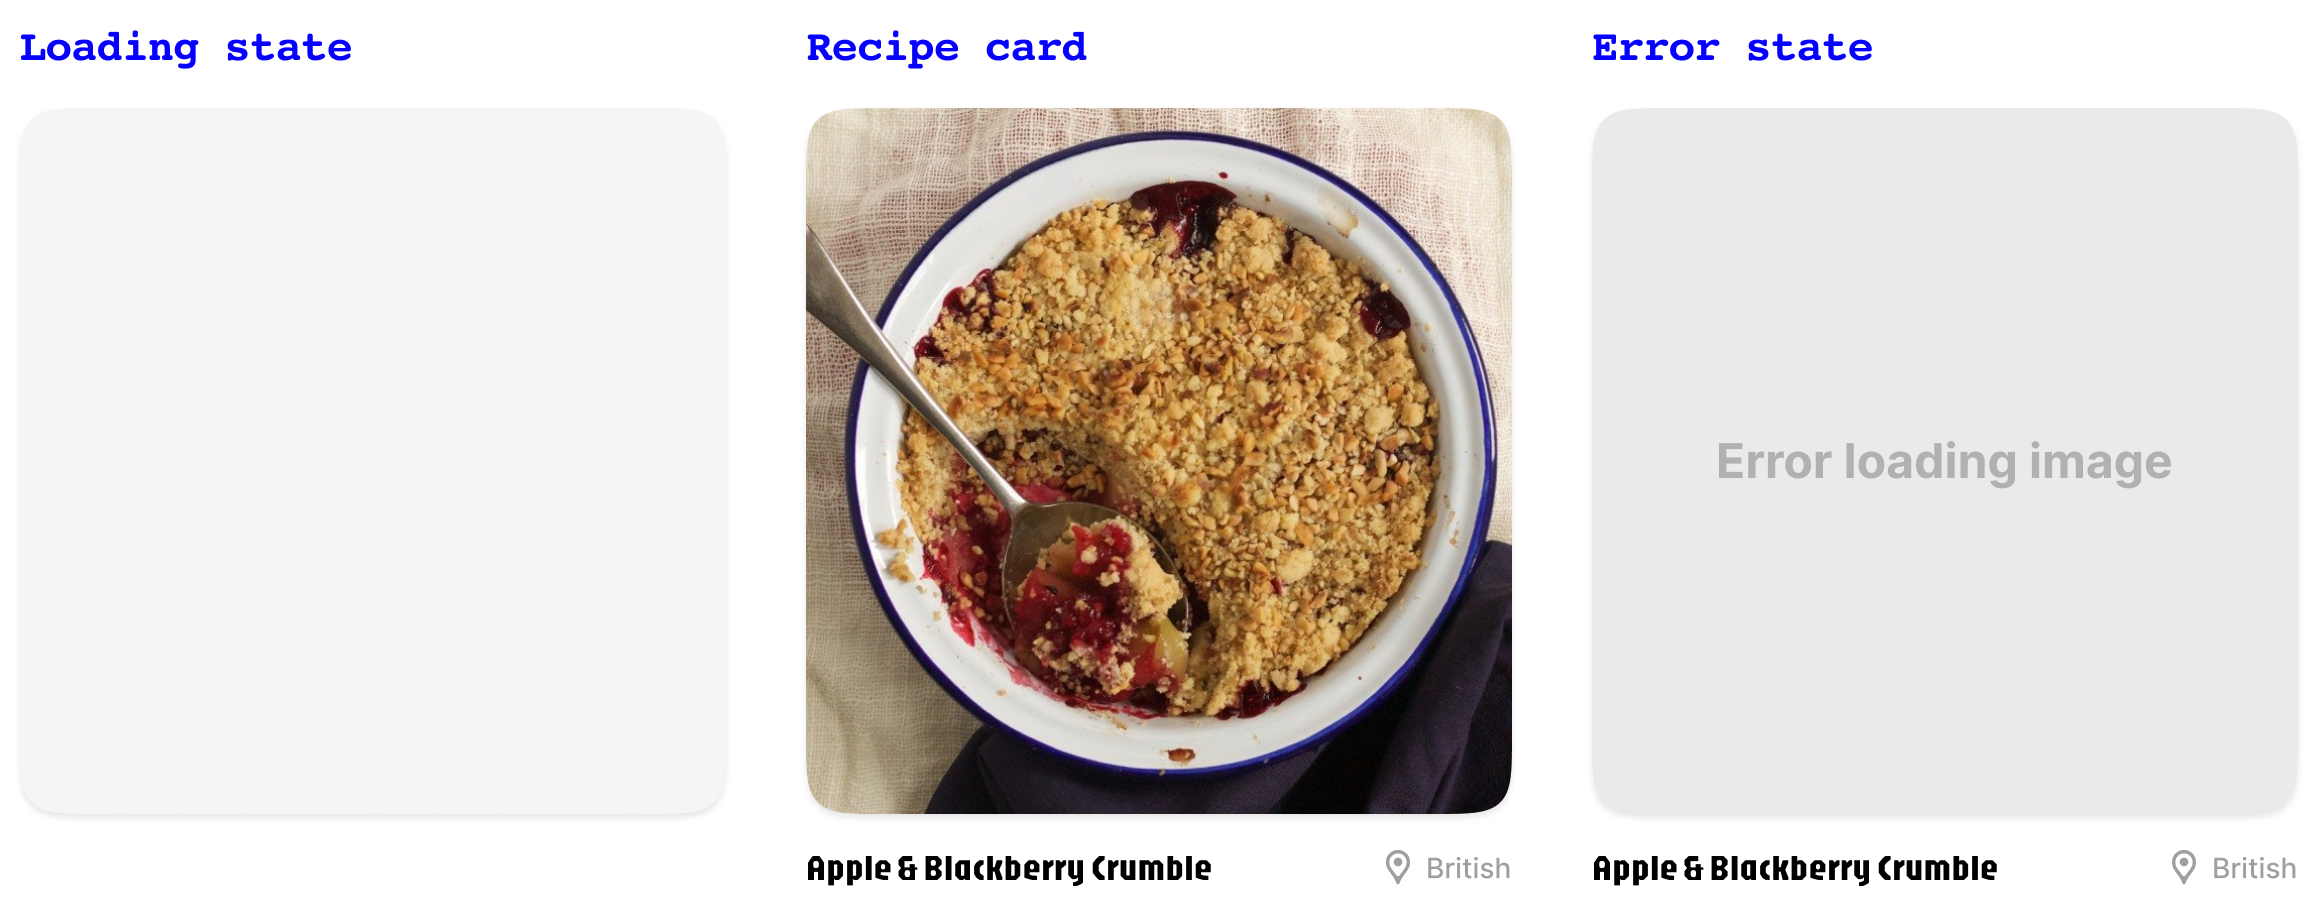 Loading state
Recipe card
Error state
Error loading image
Apple & Blackberry Crumble
British
Apple & Blackberry Crumble
British